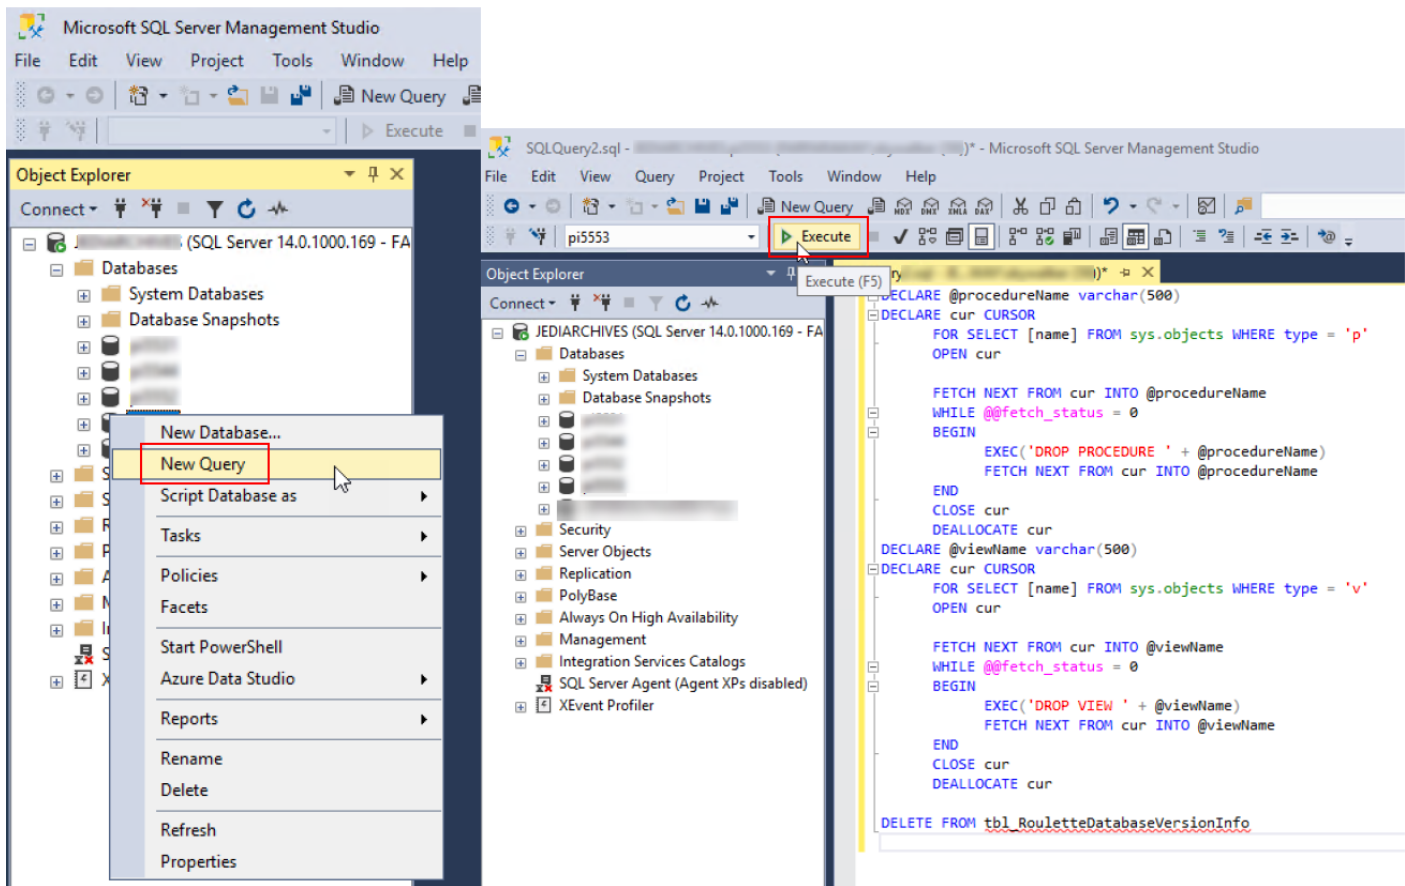 Microsoft SQL Server Management Studio
File Edit View Project Tools Window Help
New Query
Execute
Object Explorer
Connect
(SQL Server 14.0.1000.169 - FA
Databases
System Databases
Database Snapshots
New Database...
New Query
Script Database as
Tasks
Policies
Facets
Start PowerShell
Azure Data Studio
Reports
Rename
Delete
Refresh
Properties
SQLQuery2.sql - )* - Microsoft SQL Server Management Studio
File Edit View Query Project Tools Window Help
New Query MDX DMX XMLA DAX
pi5553 Execute
Execute (F5)
Object Explorer
Connect
JEDIARCHIVES (SQL Server 14.0.1000.169 - FA
Databases
System Databases
Database Snapshots
Security
Server Objects
Replication
PolyBase
Always On High Availability
Management
Integration Services Catalogs
SQL Server Agent (Agent XPs disabled)
XEvent Profiler
DECLARE @procedureName varchar(500)
DECLARE cur CURSOR
FOR SELECT [name] FROM sys.objects WHERE type = 'p'
OPEN cur
FETCH NEXT FROM cur INTO @procedureName
WHILE @@fetch_status = 0
BEGIN
EXEC('DROP PROCEDURE ' + @procedureName)
FETCH NEXT FROM cur INTO @procedureName
END
CLOSE cur
DEALLOCATE cur
DECLARE @viewName varchar(500)
DECLARE cur CURSOR
FOR SELECT [name] FROM sys.objects WHERE type = 'v'
OPEN cur
FETCH NEXT FROM cur INTO @viewName
WHILE @@fetch_status = 0
BEGIN
EXEC('DROP VIEW ' + @viewName)
FETCH NEXT FROM cur INTO @viewName
END
CLOSE cur
DEALLOCATE cur
DELETE FROM tbl_RouletteDatabaseVersionInfo